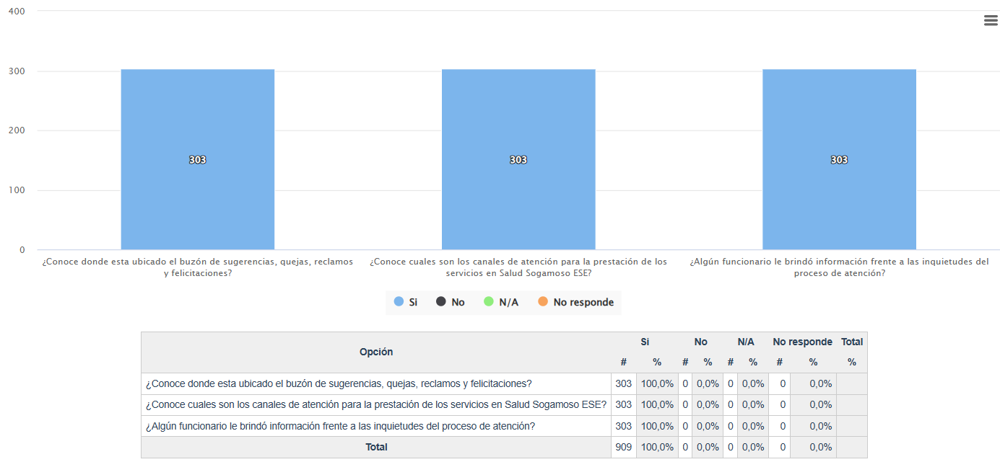 400
300
200
100
0
303
303
303
¿Conoce donde esta ubicado el buzón de sugerencias, quejas, reclamos
y felicitaciones?
¿Conoce cuales son los canales de atención para la prestación de los
servicios en Salud Sogamoso ESE?
¿Algún funcionario le brindó información frente a las inquietudes del
proceso de atención?
Si No N/A No responde
Opción Si No N/A No responde Total
# % # % # % # % %
¿Conoce donde esta ubicado el buzón de sugerencias, quejas, reclamos y felicitaciones? 303 100,0% 0 0,0% 0 0,0% 0 0,0%
¿Conoce cuales son los canales de atención para la prestación de los servicios en Salud Sogamoso ESE? 303 100,0% 0 0,0% 0 0,0% 0 0,0%
¿Algún funcionario le brindó información frente a las inquietudes del proceso de atención? 303 100,0% 0 0,0% 0 0,0% 0 0,0%
Total 909 100,0% 0 0,0% 0 0,0% 0 0,0%